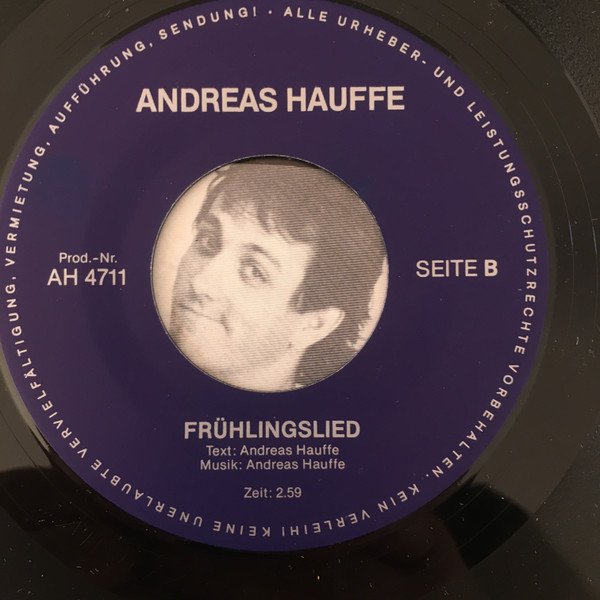 ALLE URHEBER- UND LEISTUNGSSCHUTZRECHTE VORBEHALTEN. KEIN VERLEIH! KEINE UNERLAUBTE VERVIELFÄLTIGUNG, VERMIETUNG, AUFFÜHRUNG, SENDUNG! ·
ANDREAS HAUFFE
Prod.-Nr.
AH 4711
SEITE B
FRÜHLINGSLIED
Text: Andreas Hauffe
Musik: Andreas Hauffe
Zeit: 2.59